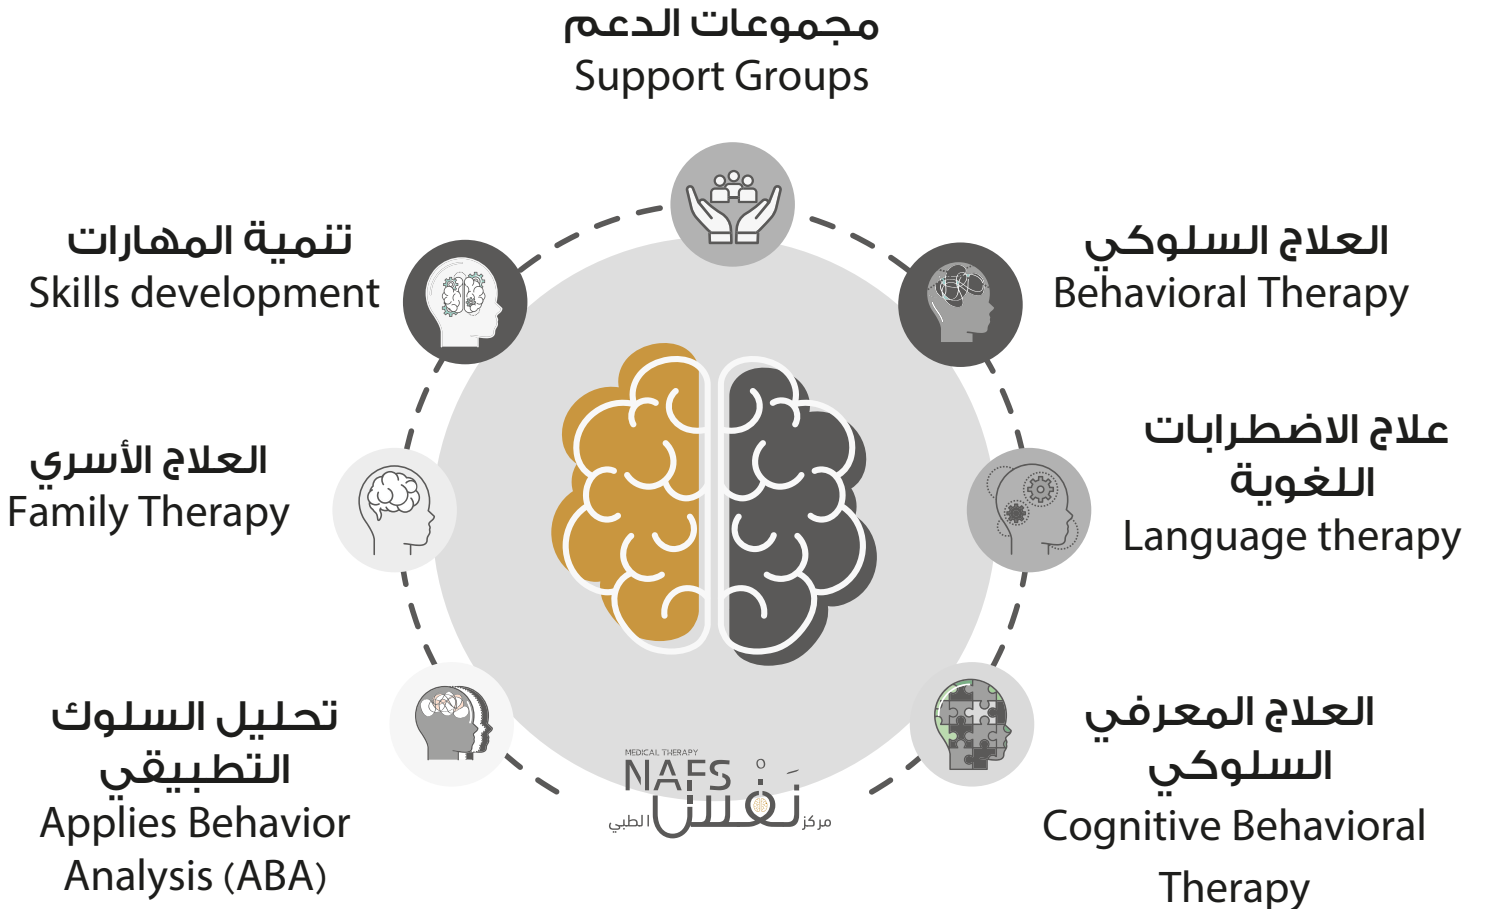 مجموعات الدعم
Support Groups
تنمية المهارات
Skills development
العلاج السلوكي
Behavioral Therapy
العلاج الأسري
Family Therapy
علاج الاضطرابات
اللغوية
Language therapy
تحليل السلوك
التطبيقي
Applies Behavior
Analysis (ABA)
العلاج المعرفي
السلوكي
Cognitive Behavioral
Therapy
MEDICAL THERAPY
NAFS
مركز نَفْس الطبي